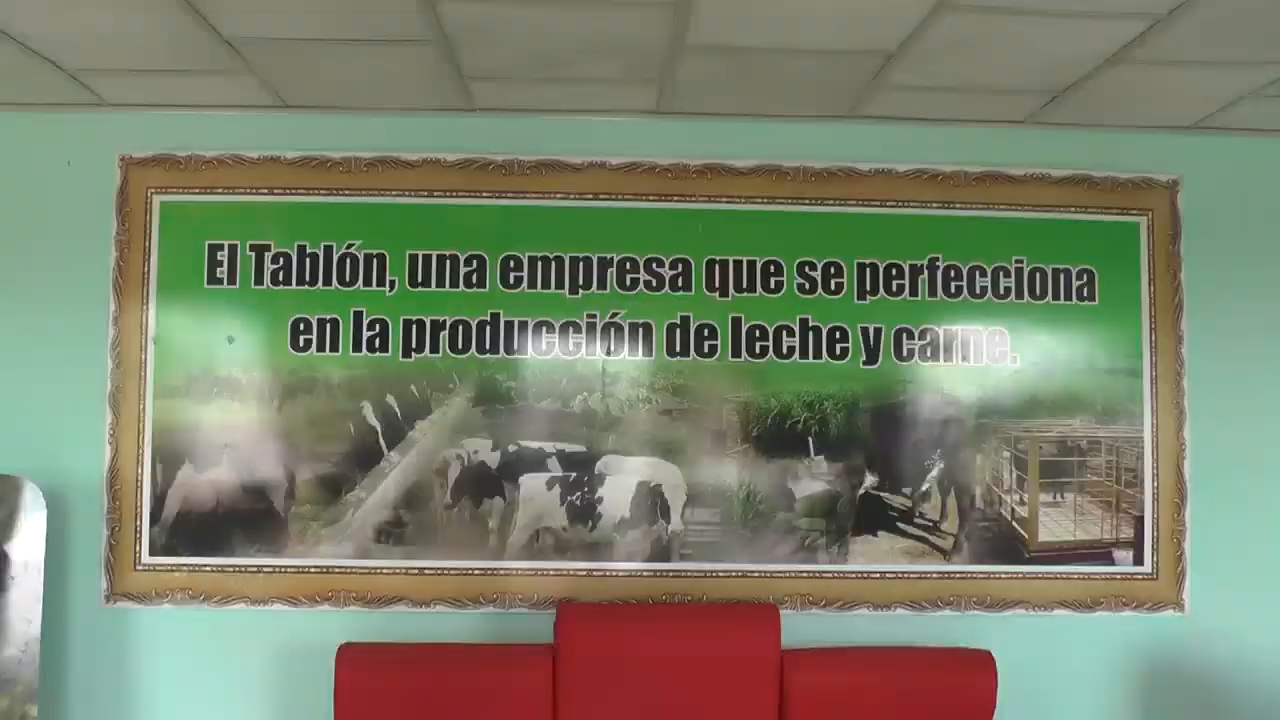 El Tablón, una empresa que se perfecciona
en la producción de leche y carne.